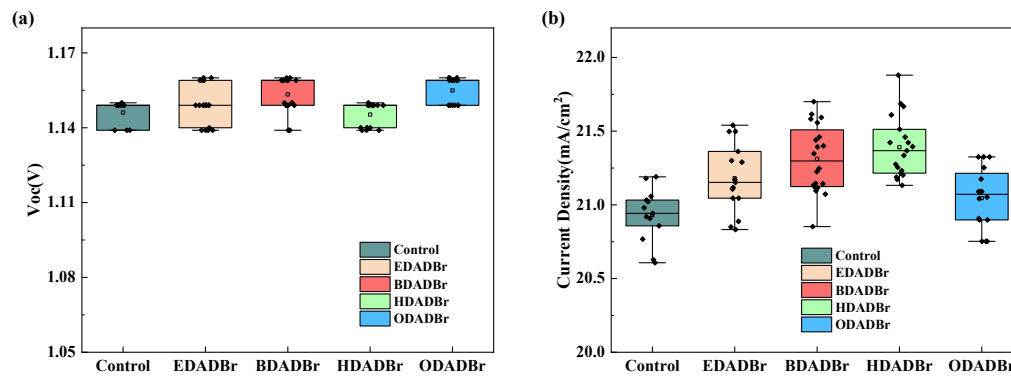 (a)
Voc(V)
1.17
1.14
1.11
1.08
1.05
Control
EDADBr
BDADBr
HDADBr
ODADBr
Control EDADBr BDADBr HDADBr ODADBr
(b)
Current Density(mA/cm²)
22.0
21.5
21.0
20.5
20.0
Control
EDADBr
BDADBr
HDADBr
ODADBr
Control EDADBr BDADBr HDADBr ODADBr